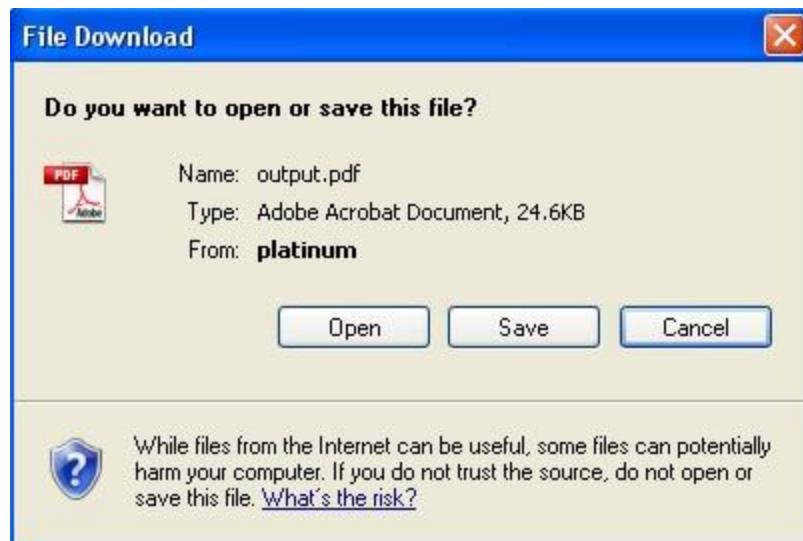 File Download
Do you want to open or save this file?
PDF
Adobe
Name: output.pdf
Type: Adobe Acrobat Document, 24.6KB
From: platinum
Open Save Cancel
While files from the Internet can be useful, some files can potentially
harm your computer. If you do not trust the source, do not open or
save this file. What's the risk?